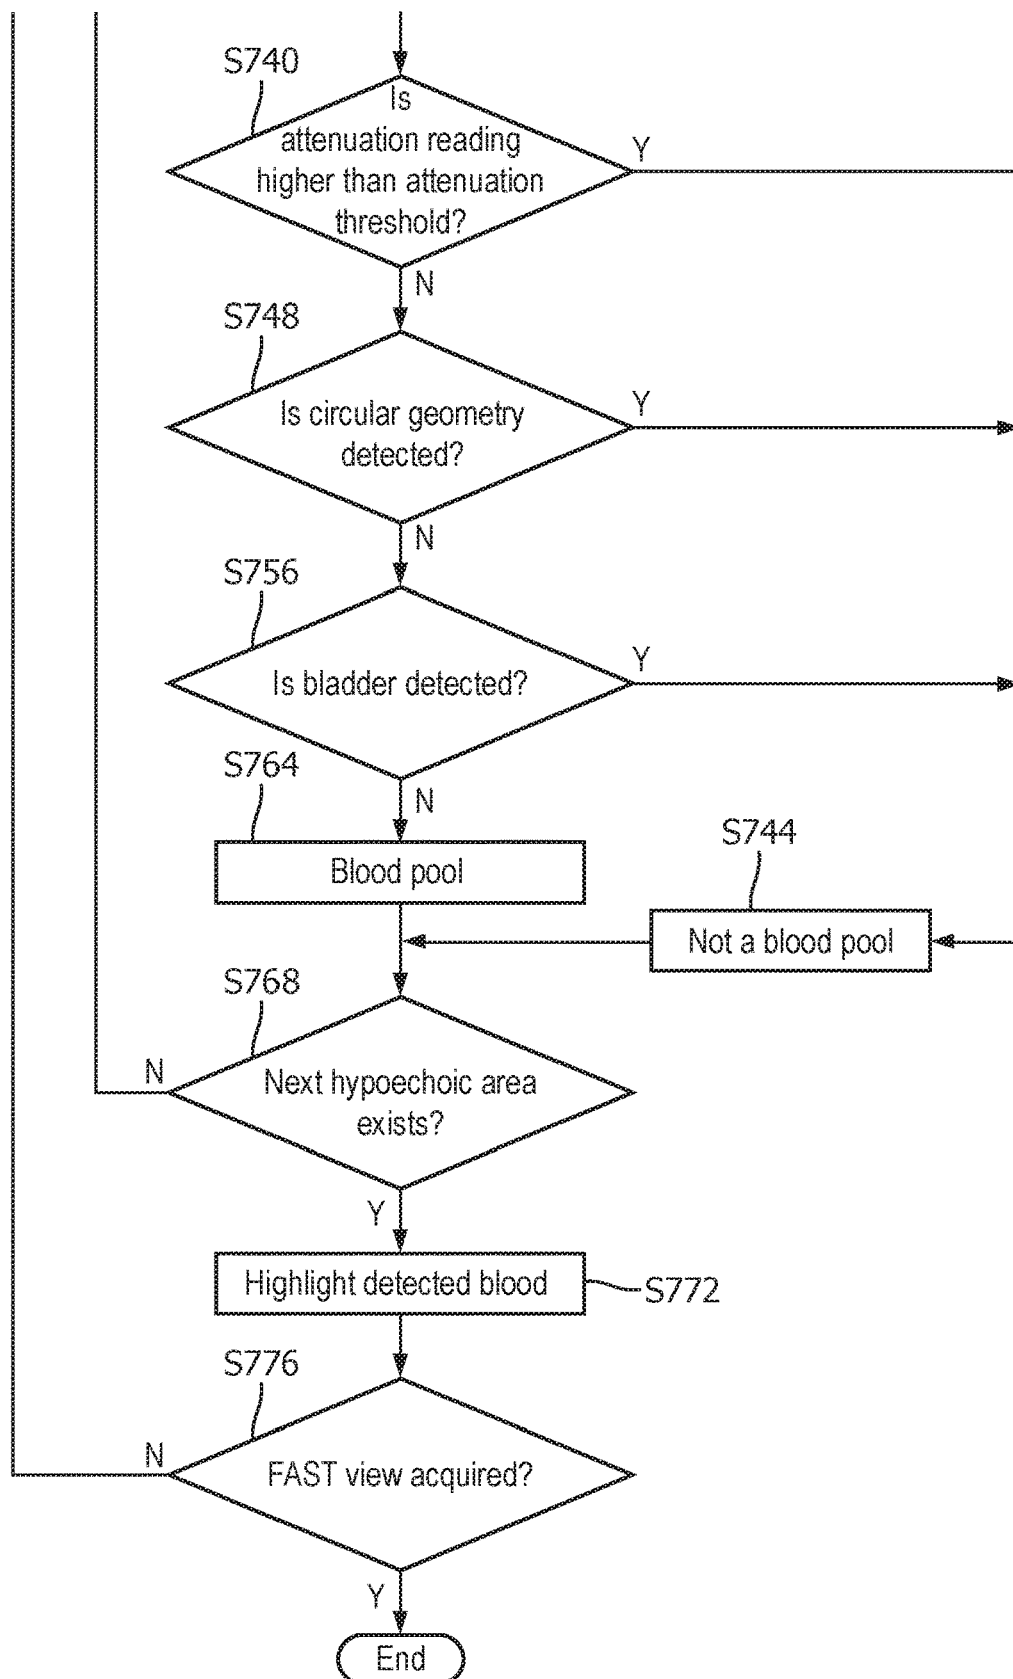 S740
Is
attenuation reading
higher than attenuation
threshold?
Y
N
S748
Is circular geometry
detected?
Y
N
S756
Is bladder detected?
Y
N
S764
Blood pool
S744
Not a blood pool
S768
Next hypoechoic area
exists?
N
Y
Highlight detected blood
S772
S776
FAST view acquired?
N
Y
End